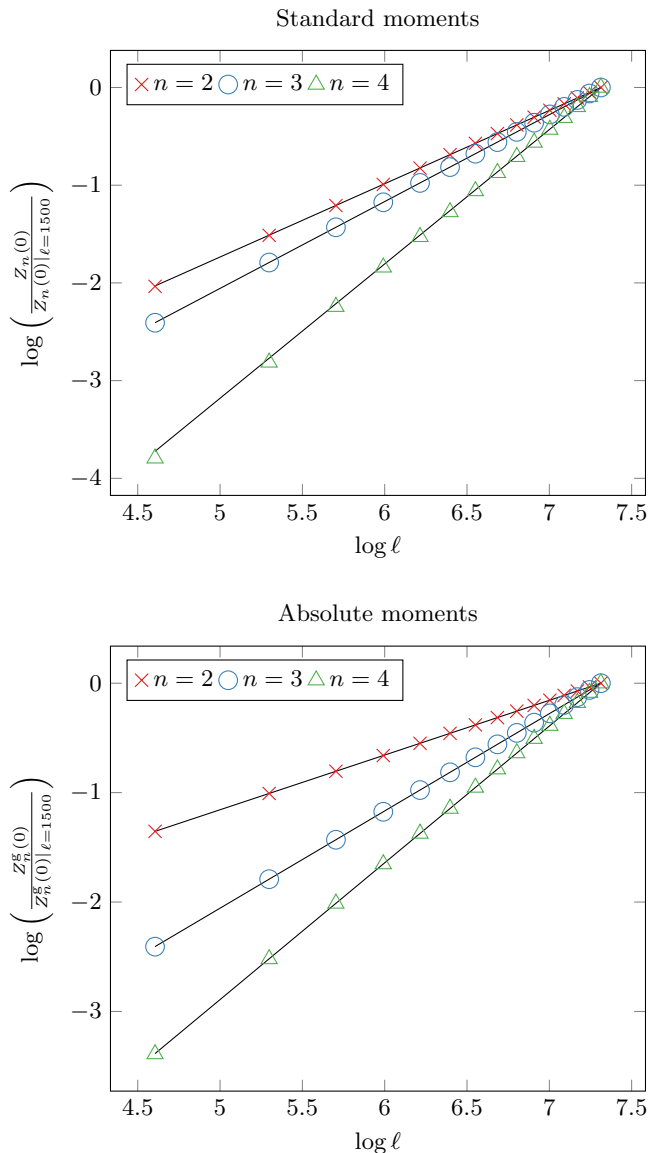 Standard moments
n = 2 n = 3 n = 4
0
−1
−2
−3
−4
log ( Z_n(0) / Z_n(0)|_{ℓ=1500} )
4.5 5 5.5 6 6.5 7 7.5
log ℓ
Absolute moments
n = 2 n = 3 n = 4
0
−1
−2
−3
log ( Z_n^g(0) / Z_n^g(0)|_{ℓ=1500} )
4.5 5 5.5 6 6.5 7 7.5
log ℓ